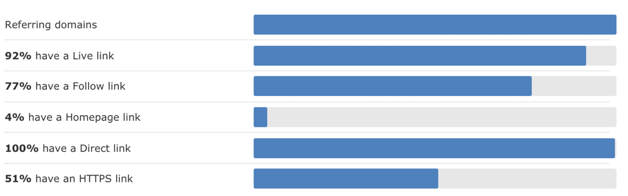 Referring domains
92% have a Live link
77% have a Follow link
4% have a Homepage link
100% have a Direct link
51% have an HTTPS link